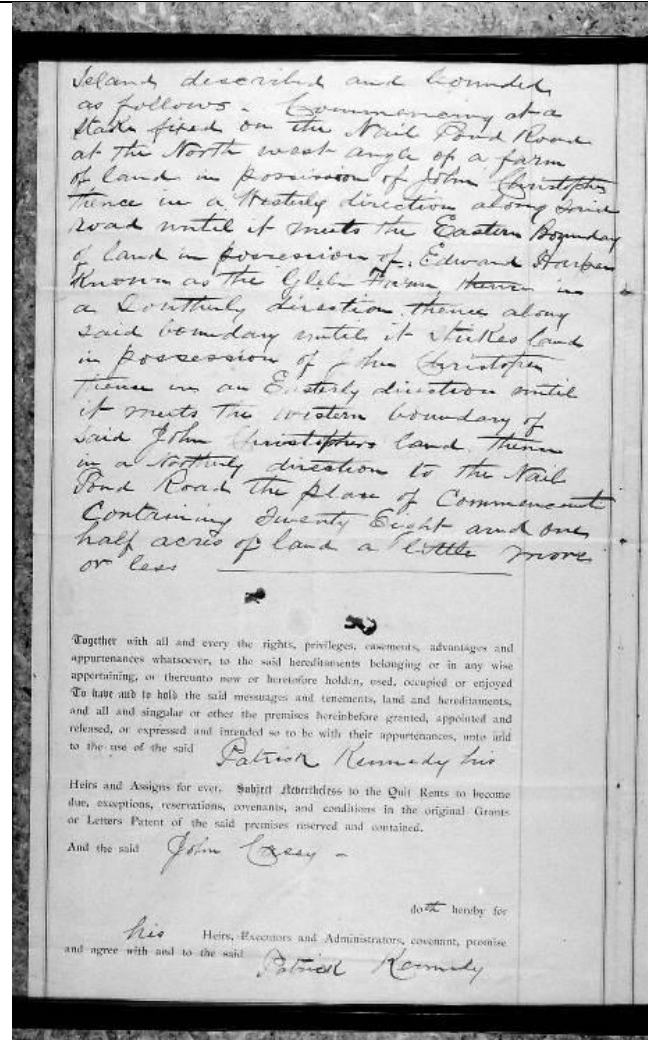 Island described and bounded
as follows. Commencing at a
Stake fixed on the Nail Pond Road
at the North west angle of a farm
of land in possession of John Christopher
thence in a Westerly direction along said
road until it meets the Eastern Boundary
of land in possession of Edward Harper
Known as the Glebe Farm, thence in
a Southerly direction thence along
said boundary until it strikes land
in possession of John Christopher
thence in an Easterly direction until
it meets the western boundary of
said John Christophers land thence
in a Northerly direction to the Nail
Pond Road the place of Commencment
Containing Twenty Eight and one
half acres of land a little more
or less
Together with all and every the rights, privileges, easements, advantages and
appurtenances whatsoever, to the said hereditaments belonging or in any wise
appertaining, or thereunto now or heretofore holden, used, occupied or enjoyed
To have and to hold the said messuages and tenements, land and hereditaments,
and all and singular or other the premises hereinbefore granted, appointed and
released, or expressed and intended so to be with their appurtenances, unto and
to the use of the said Patrick Kennedy his
Heirs and Assigns for ever. Subject Nevertheless to the Quit Rents to become
due, exceptions, reservations, covenants, and conditions in the original Grants
or Letters Patent of the said premises reserved and contained.
And the said John Casey -
doth hereby for
his Heirs, Executors and Administrators, covenant, promise
and agree with and to the said Patrick Kennedy